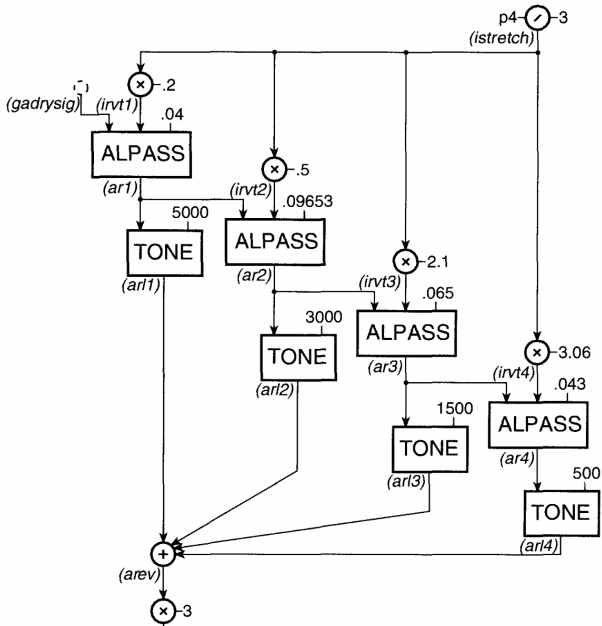 p4 / 3
(istretch)
× .2
(gadrysig) (irvt1)
.04
ALPASS
(ar1)
× .5
(irvt2)
.09653
5000
ALPASS
TONE
(ar2)
(arl1)
× 2.1
(irvt3)
.065
3000
ALPASS
TONE
(ar3)
(arl2)
× 3.06
(irvt4)
.043
1500
ALPASS
TONE
(ar4)
(arl3)
500
TONE
(arl4)
+
(arev)
× 3